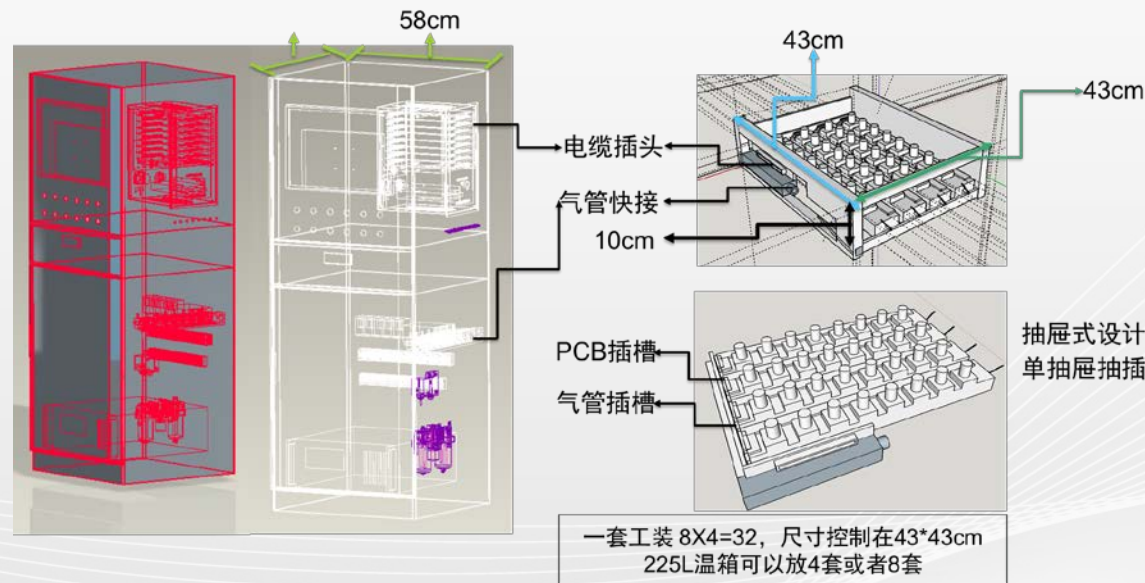 58cm
43cm
43cm
电缆插头
气管快接
10cm
PCB插槽
气管插槽
抽屉式设计
单抽屉抽插
一套工装 8X4=32，尺寸控制在43*43cm
225L温箱可以放4套或者8套